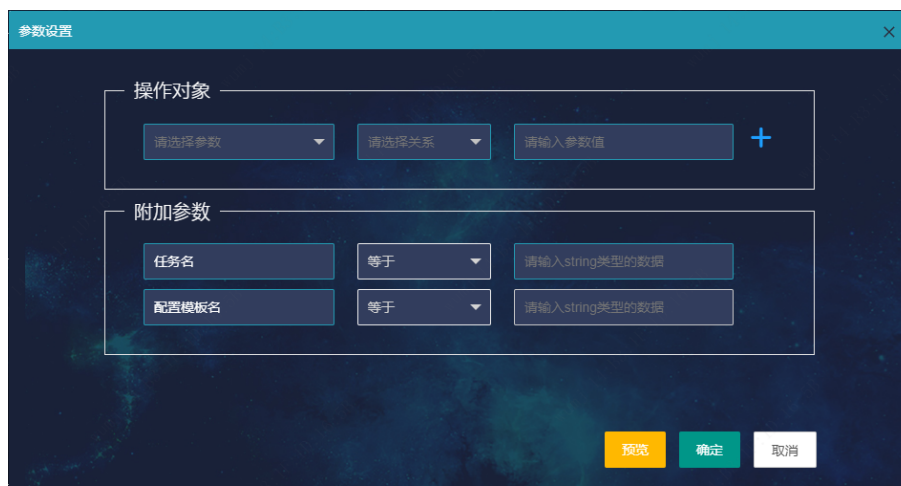 参数设置
操作对象
请选择参数 请选择关系 请输入参数值
附加参数
任务名 等于 请输入string类型的数据
配置模板名 等于 请输入string类型的数据
预览 确定 取消